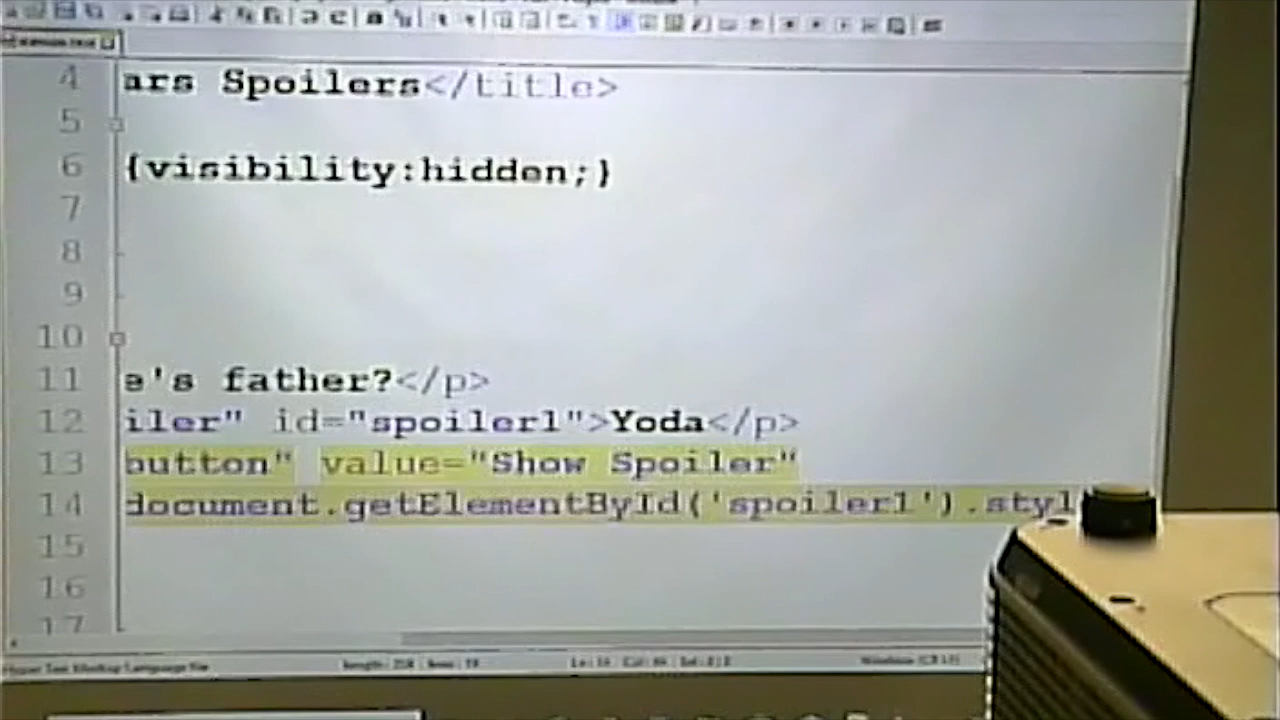 4 ars Spoilers</title>
5
6 {visibility:hidden;}
7
8
9
10
11 e's father?</p>
12 iler" id="spoiler1">Yoda</p>
13 button" value="Show Spoiler"
14 document.getElementById('spoiler1').styl
15
16
17